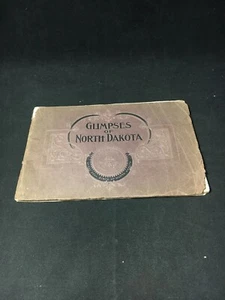 GLIMPSES
OF
NORTH DAKOTA